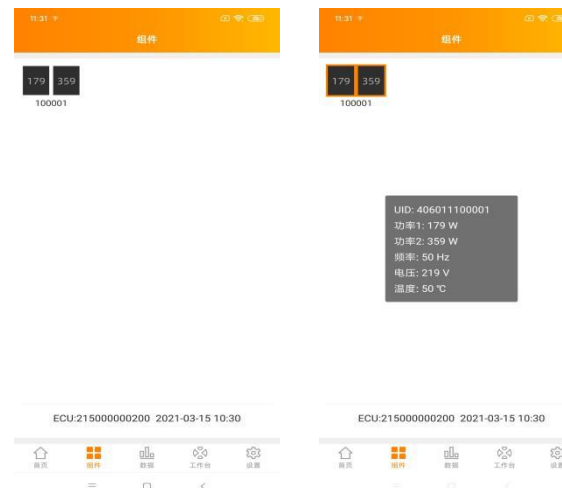 11:31
组件
179 359
100001
ECU:215000000200 2021-03-15 10:30
首页 组件 数据 工作台 设置
11:31
组件
179 359
100001
UID: 406011100001
功率1: 179 W
功率2: 359 W
频率: 50 Hz
电压: 219 V
温度: 50 ℃
ECU:215000000200 2021-03-15 10:30
首页 组件 数据 工作台 设置